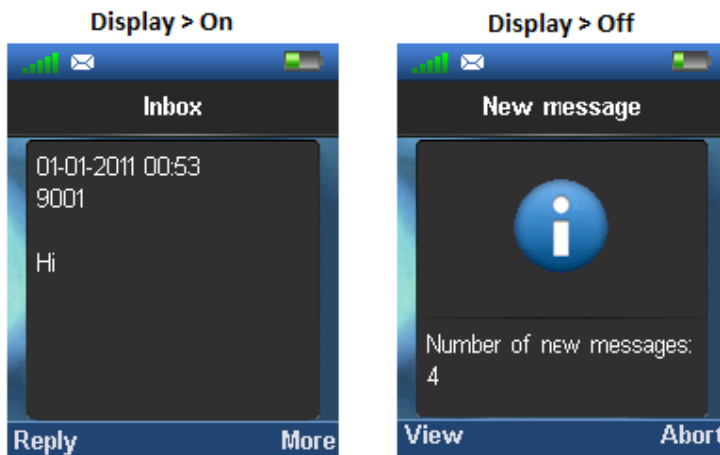 Display > On
Inbox
01-01-2011 00:53
9001
Hi
Reply More
Display > Off
New message
Number of new messages:
4
View Abort